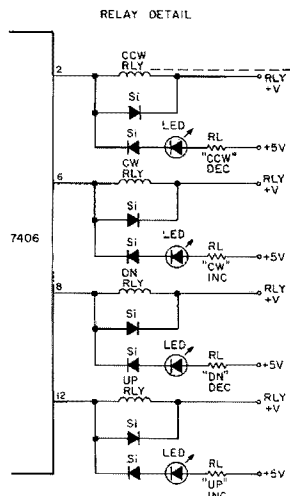 RELAY DETAIL
CCW
RLY
2
RLY
+V
Si
LED
Si
RL
+5V
"CCW"
DEC
CW
RLY
6
RLY
+V
Si
LED
Si
RL
+5V
"CW"
INC
7406
DN
RLY
8
RLY
+V
Si
LED
Si
RL
+5V
"DN"
DEC
UP
RLY
12
RLY
+V
Si
LED
Si
RL
+5V
"UP"
INC